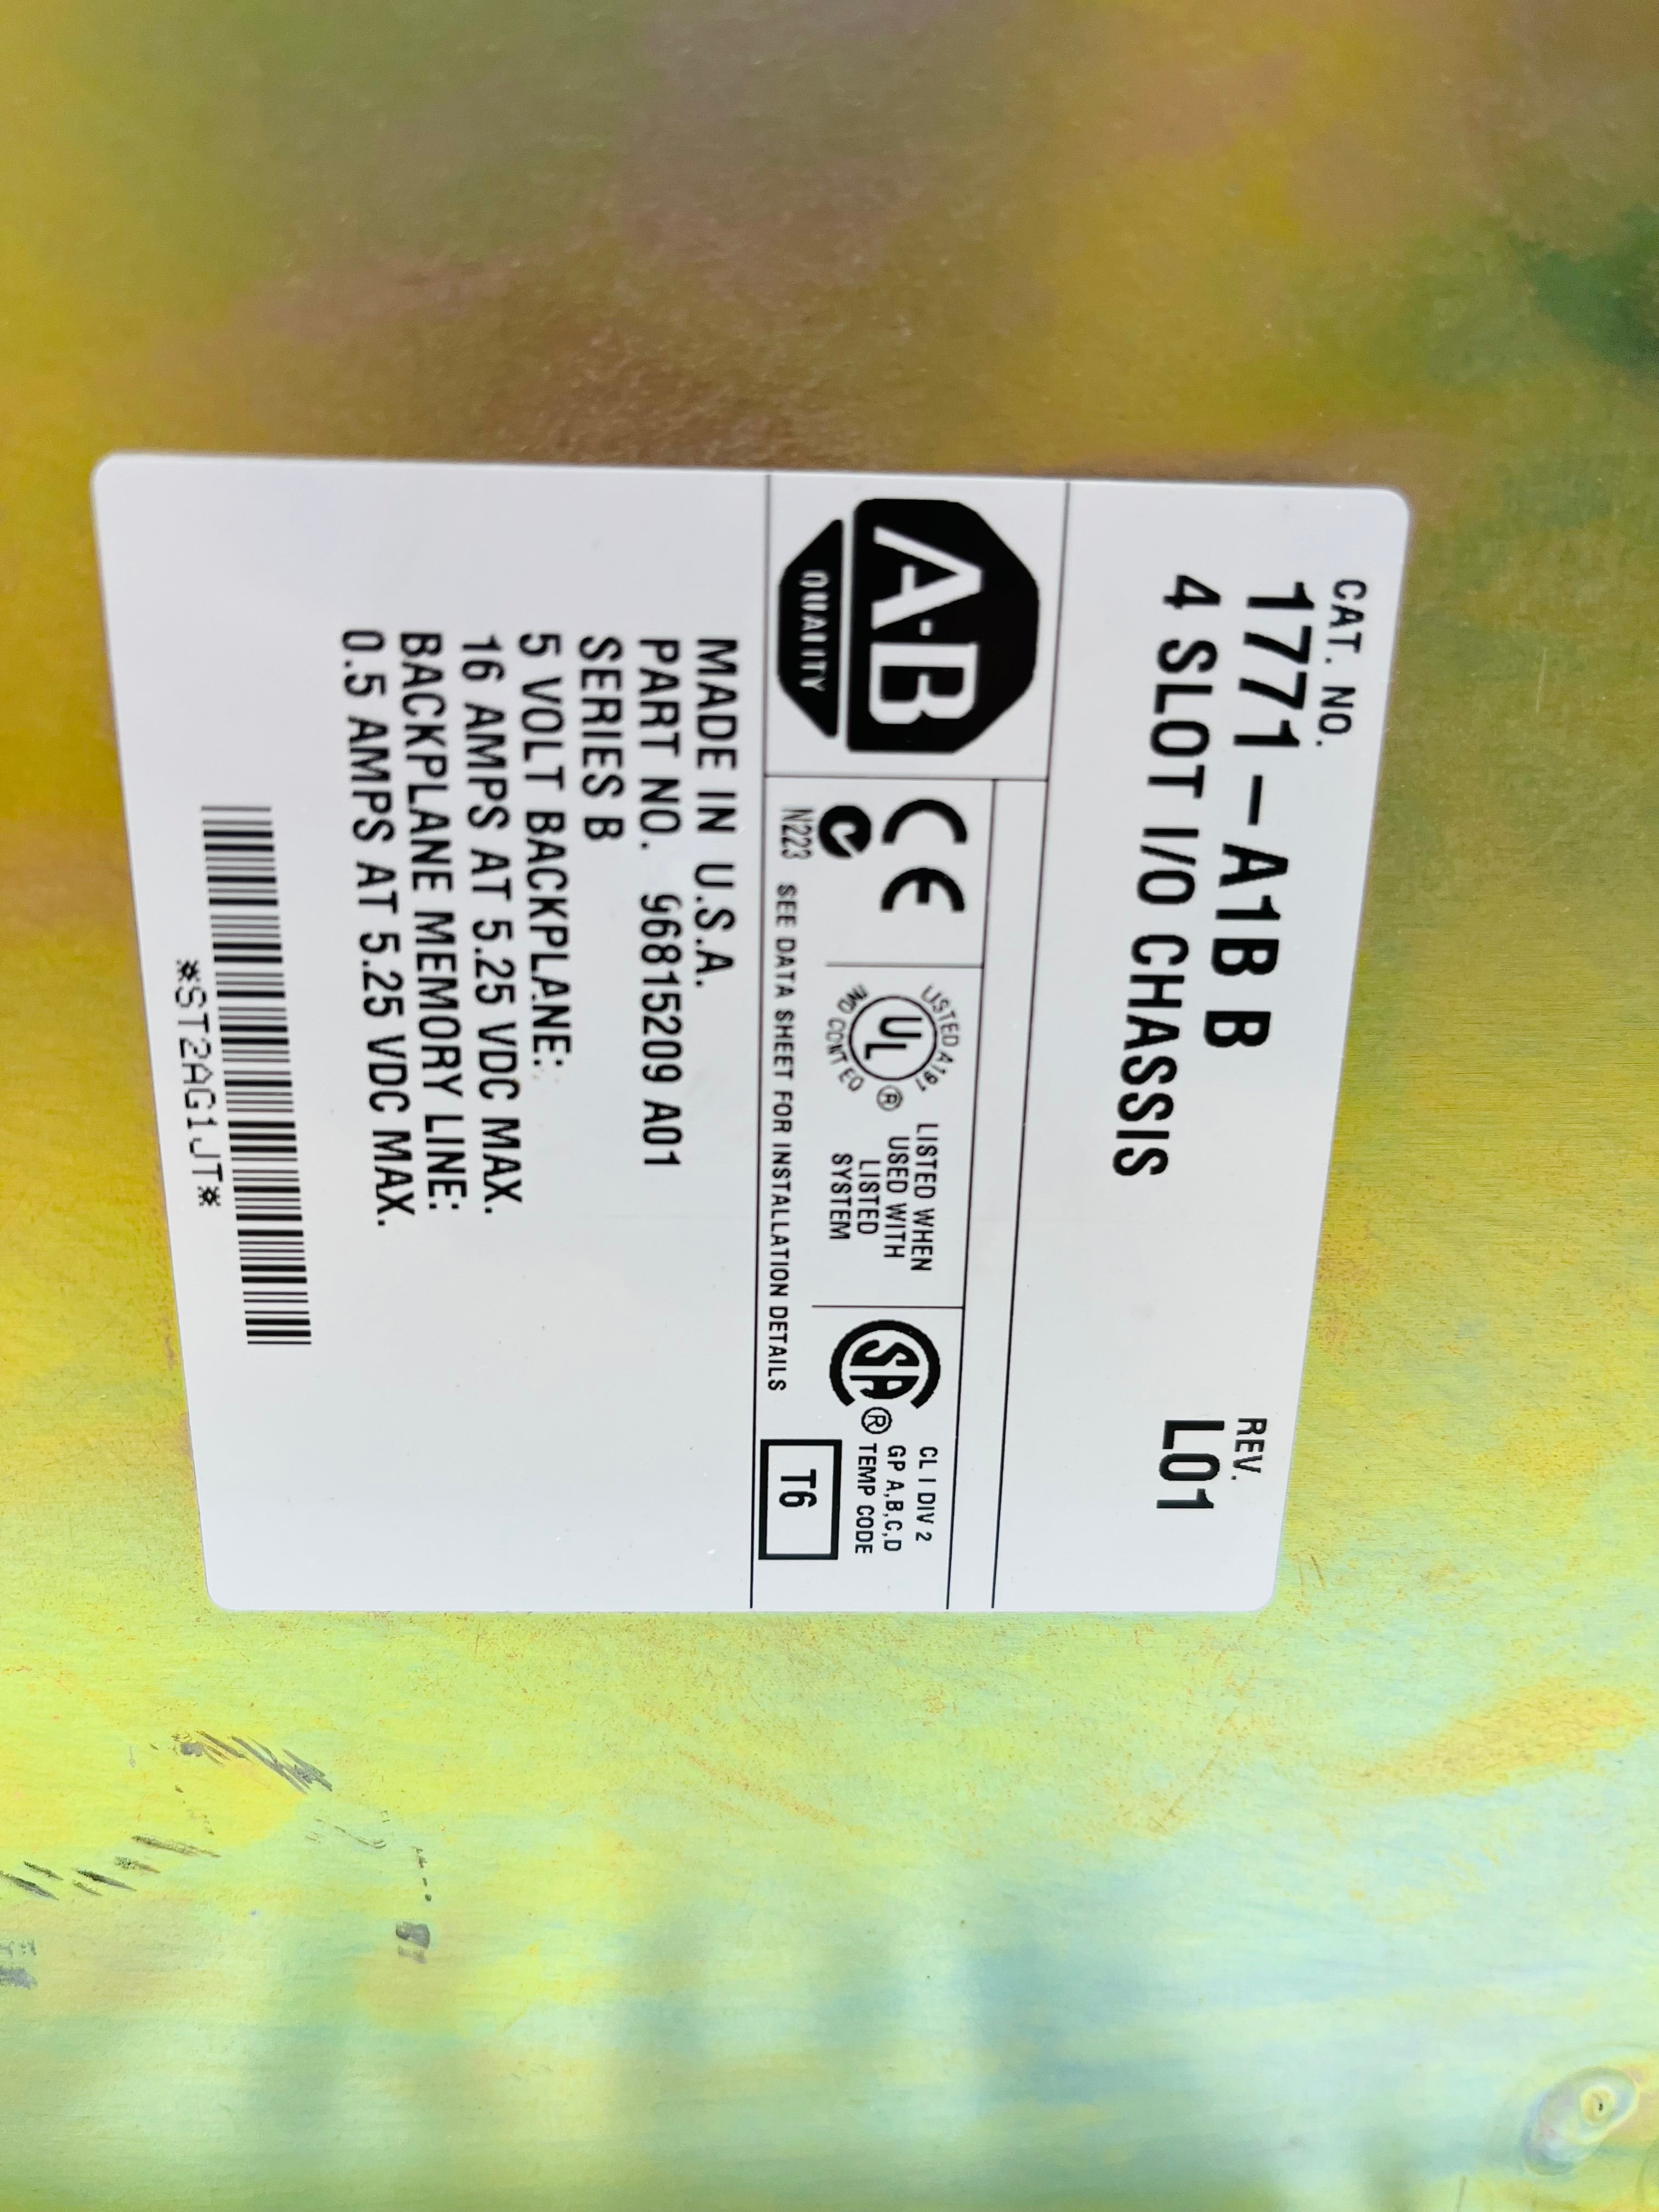 CAT. NO.
1771-A1B B
4 SLOT I/O CHASSIS
REV.
L01
A·B
QUALITY
CE
N223
LISTED
UL
®
LISTED WHEN
USED WITH
LISTED
SYSTEM
SA
®
CL I DIV 2
GP A,B,C,D
TEMP CODE
T6
SEE DATA SHEET FOR INSTALLATION DETAILS
MADE IN U.S.A.
PART NO. 96815209 A01
SERIES B
5 VOLT BACKPLANE:
16 AMPS AT 5.25 VDC MAX.
BACKPLANE MEMORY LINE:
0.5 AMPS AT 5.25 VDC MAX.
*ST2AG1JT*